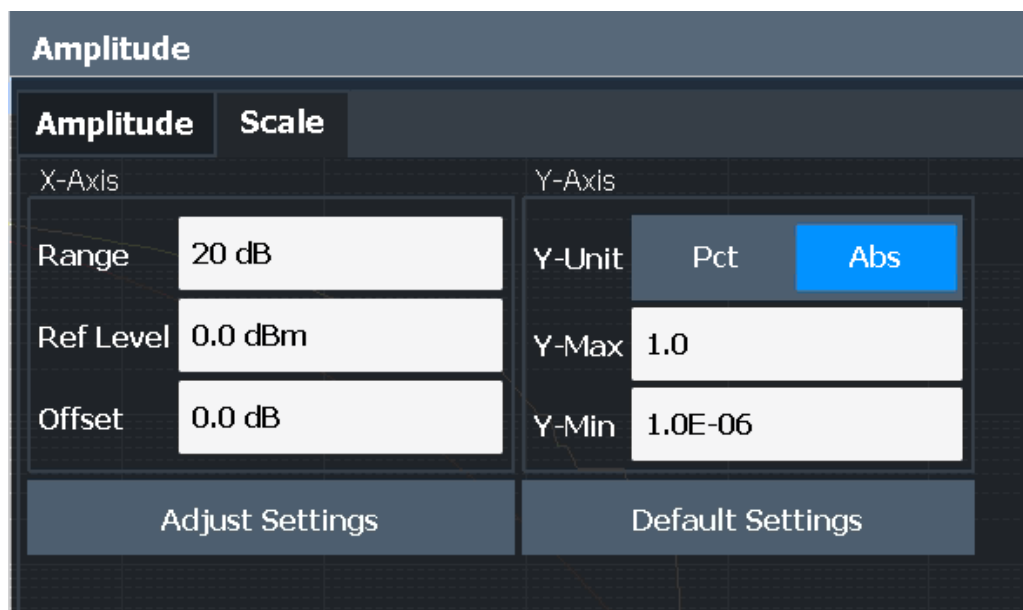 Amplitude
Amplitude Scale
X-Axis
Range 20 dB
Ref Level 0.0 dBm
Offset 0.0 dB
Adjust Settings
Y-Axis
Y-Unit Pct Abs
Y-Max 1.0
Y-Min 1.0E-06
Default Settings